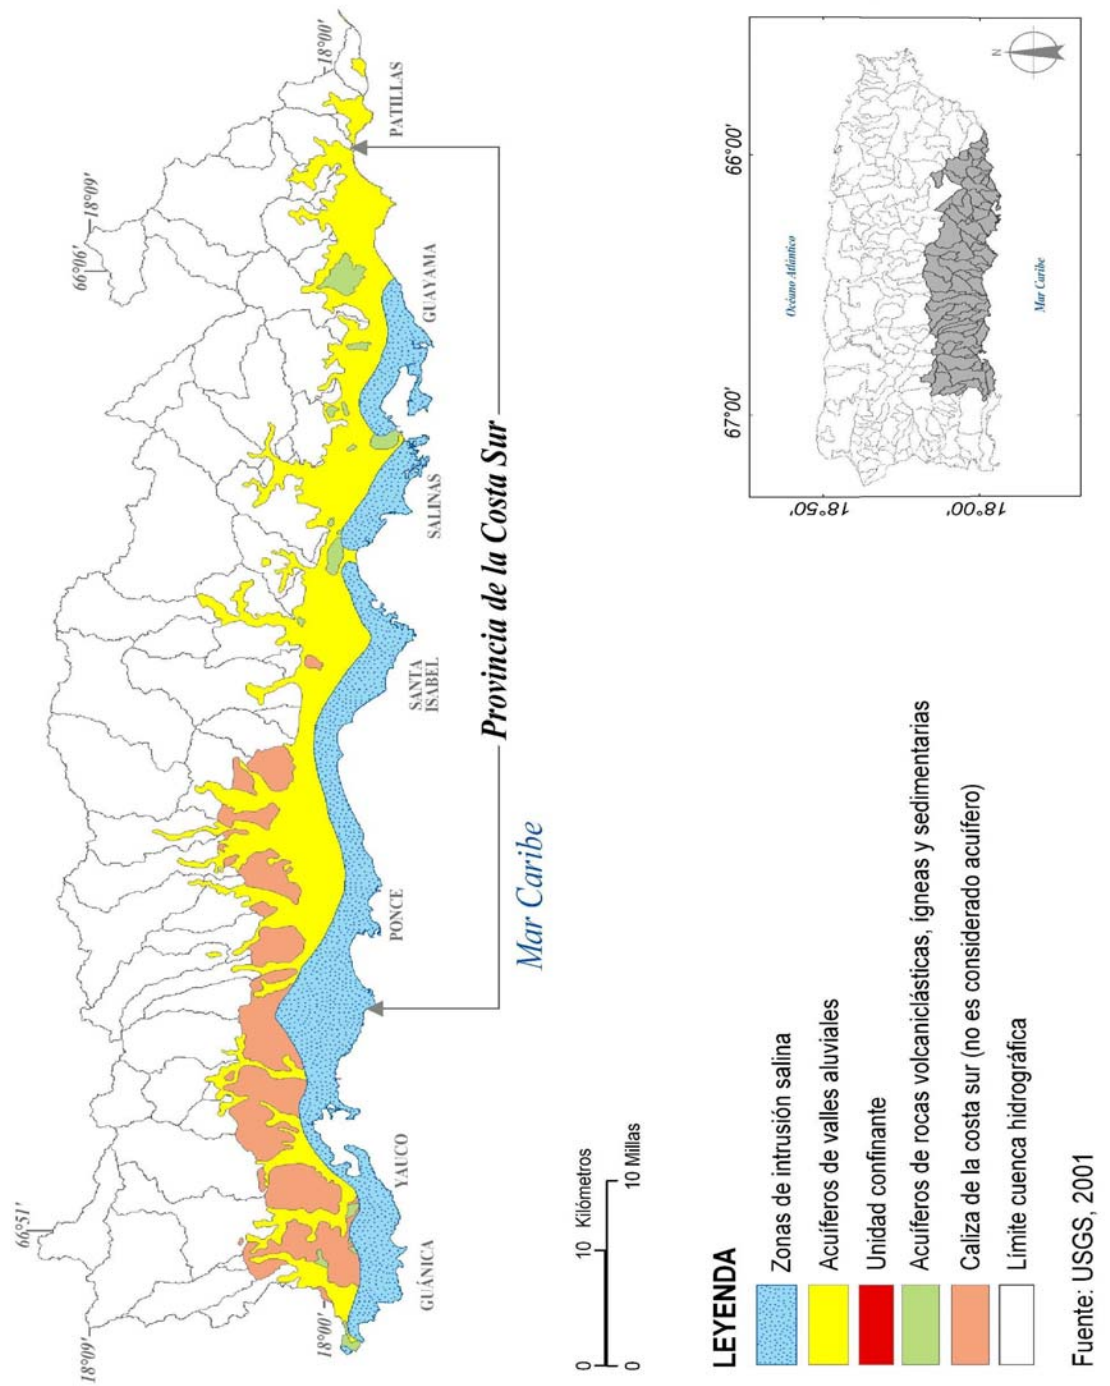 66°51'
18°09'
66°06'
18°09'
18°00'
18°00'
GUÁNICA
YAUCO
PONCE
SANTA
ISABEL
SALINAS
GUAYAMA
PATILLAS
Provincia de la Costa Sur
Mar Caribe
0 10 Kilómetros
0 10 Millas
LEYENDA
Zonas de intrusión salina
Acuíferos de valles aluviales
Unidad confinante
Acuíferos de rocas volcaniclásticas, ígneas y sedimentarias
Caliza de la costa sur (no es considerado acuífero)
Límite cuenca hidrográfica
Fuente: USGS, 2001
67°00'
66°00'
18°50'
18°00'
Océano Atlántico
Mar Caribe
N